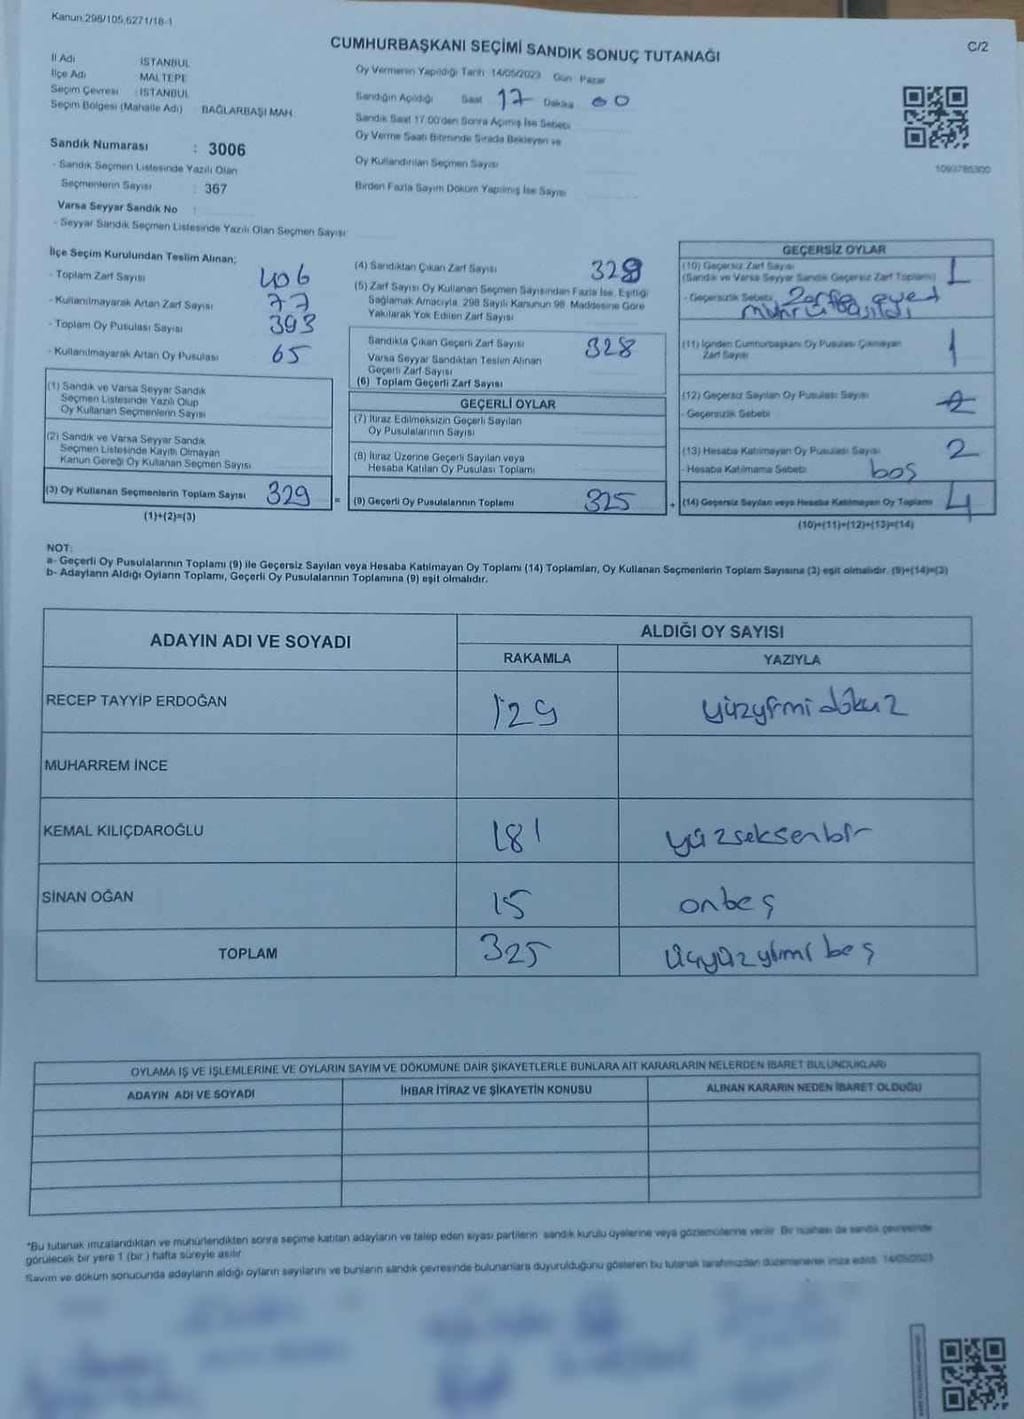 Kanun:298/105,6271/18-1
C/2
CUMHURBAŞKANI SEÇİMİ SANDIK SONUÇ TUTANAĞI
İl Adı : İSTANBUL
İlçe Adı : MALTEPE
Seçim Çevresi : İSTANBUL
Seçim Bölgesi (Mahalle Adı) : BAĞLARBAŞI MAH.
Sandık Numarası : 3006
- Sandık Seçmen Listesinde Yazılı Olan
Seçmenlerin Sayısı : 367
Varsa Seyyar Sandık No :
- Seyyar Sandık Seçmen Listesinde Yazılı Olan Seçmen Sayısı:
Oy Vermenin Yapıldığı Tarih: 14/05/2023 Gün: Pazar
Sandığın Açıldığı Saat 17 Dakika 00
Sandık Saat 17:00'den Sonra Açılmış İse Sebebi
Oy Verme Saati Bitiminde Sırada Bekleyen ve
Oy Kullandırılan Seçmen Sayısı
Birden Fazla Sayım Döküm Yapılmış İse Sayısı
İlçe Seçim Kurulundan Teslim Alınan;
- Toplam Zarf Sayısı 406
- Kullanılmayarak Artan Zarf Sayısı 77
- Toplam Oy Pusulası Sayısı 393
- Kullanılmayarak Artan Oy Pusulası 65
(1) Sandık ve Varsa Seyyar Sandık
Seçmen Listesinde Yazılı Olup
Oy Kullanan Seçmenlerin Sayısı
(2) Sandık ve Varsa Seyyar Sandık
Seçmen Listesinde Kayıtlı Olmayan
Kanun Gereği Oy Kullanan Seçmen Sayısı
(3) Oy Kullanan Seçmenlerin Toplam Sayısı 329 =
(1)+(2)=(3)
(4) Sandıktan Çıkan Zarf Sayısı 329
(5) Zarf Sayısı Oy Kullanan Seçmen Sayısından Fazla İse, Eşitliği
Sağlamak Amacıyla, 298 Sayılı Kanunun 98. Maddesine Göre
Yakılarak Yok Edilen Zarf Sayısı
Sandıkta Çıkan Geçerli Zarf Sayısı 328
Varsa Seyyar Sandıktan Teslim Alınan
Geçerli Zarf Sayısı
(6) Toplam Geçerli Zarf Sayısı
GEÇERLİ OYLAR
(7) İtiraz Edilmeksizin Geçerli Sayılan
Oy Pusulalarının Sayısı
(8) İtiraz Üzerine Geçerli Sayılan veya
Hesaba Katılan Oy Pusulası Toplamı
(9) Geçerli Oy Pusulalarının Toplamı 325 +
GEÇERSİZ OYLAR
(10) Geçersiz Zarf Sayısı 1
(Sandık ve Varsa Seyyar Sandık Geçersiz Zarf Toplamı)
- Geçersizlik Sebebi Zarfa evet
mührü basıldı
(11) İçinden Cumhurbaşkanı Oy Pusulası Çıkmayan
Zarf Sayısı 1
(12) Geçersiz Sayılan Oy Pusulası Sayısı
- Geçersizlik Sebebi
(13) Hesaba Katılmayan Oy Pusulası Sayısı 2
- Hesaba Katılmama Sebebi boş
(14) Geçersiz Sayılan veya Hesaba Katılmayan Oy Toplamı 4
(10)+(11)+(12)+(13)=(14)
NOT:
a- Geçerli Oy Pusulalarının Toplamı (9) ile Geçersiz Sayılan veya Hesaba Katılmayan Oy Toplamı (14) Toplamları, Oy Kullanan Seçmenlerin Toplam Sayısına (3) eşit olmalıdır. (9)+(14)=(3)
b- Adayların Aldığı Oyların Toplamı, Geçerli Oy Pusulalarının Toplamına (9) eşit olmalıdır.
ADAYIN ADI VE SOYADI
ALDIĞI OY SAYISI
RAKAMLA YAZIYLA
RECEP TAYYİP ERDOĞAN 129 yüzyirmidokuz
MUHARREM İNCE
KEMAL KILIÇDAROĞLU 181 yüzseksenbir
SİNAN OĞAN 15 onbeş
TOPLAM 325 üçyüzyirmi beş
OYLAMA İŞ VE İŞLEMLERİNE VE OYLARIN SAYIM VE DÖKÜMÜNE DAİR ŞİKAYETLERLE BUNLARA AİT KARARLARIN NELERDEN İBARET BULUNDUKLARI
ADAYIN ADI VE SOYADI İHBAR İTİRAZ VE ŞİKAYETİN KONUSU ALINAN KARARIN NEDEN İBARET OLDUĞU
*Bu tutanak imzalandıktan ve mühürlendikten sonra seçime katılan adayların ve talep eden siyasi partilerin sandık kurulu üyelerine veya gözlemcilerine verilir. Bir nüshası da sandık çevresinde
görülecek bir yere 1 (bir) hafta süreyle asılır.
Sayım ve döküm sonucunda adayların aldığı oyların sayılarını ve bunların sandık çevresinde bulunanlara duyurulduğunu gösteren bu tutanak tarafımızdan düzenlenerek imza edildi. 14/05/2023